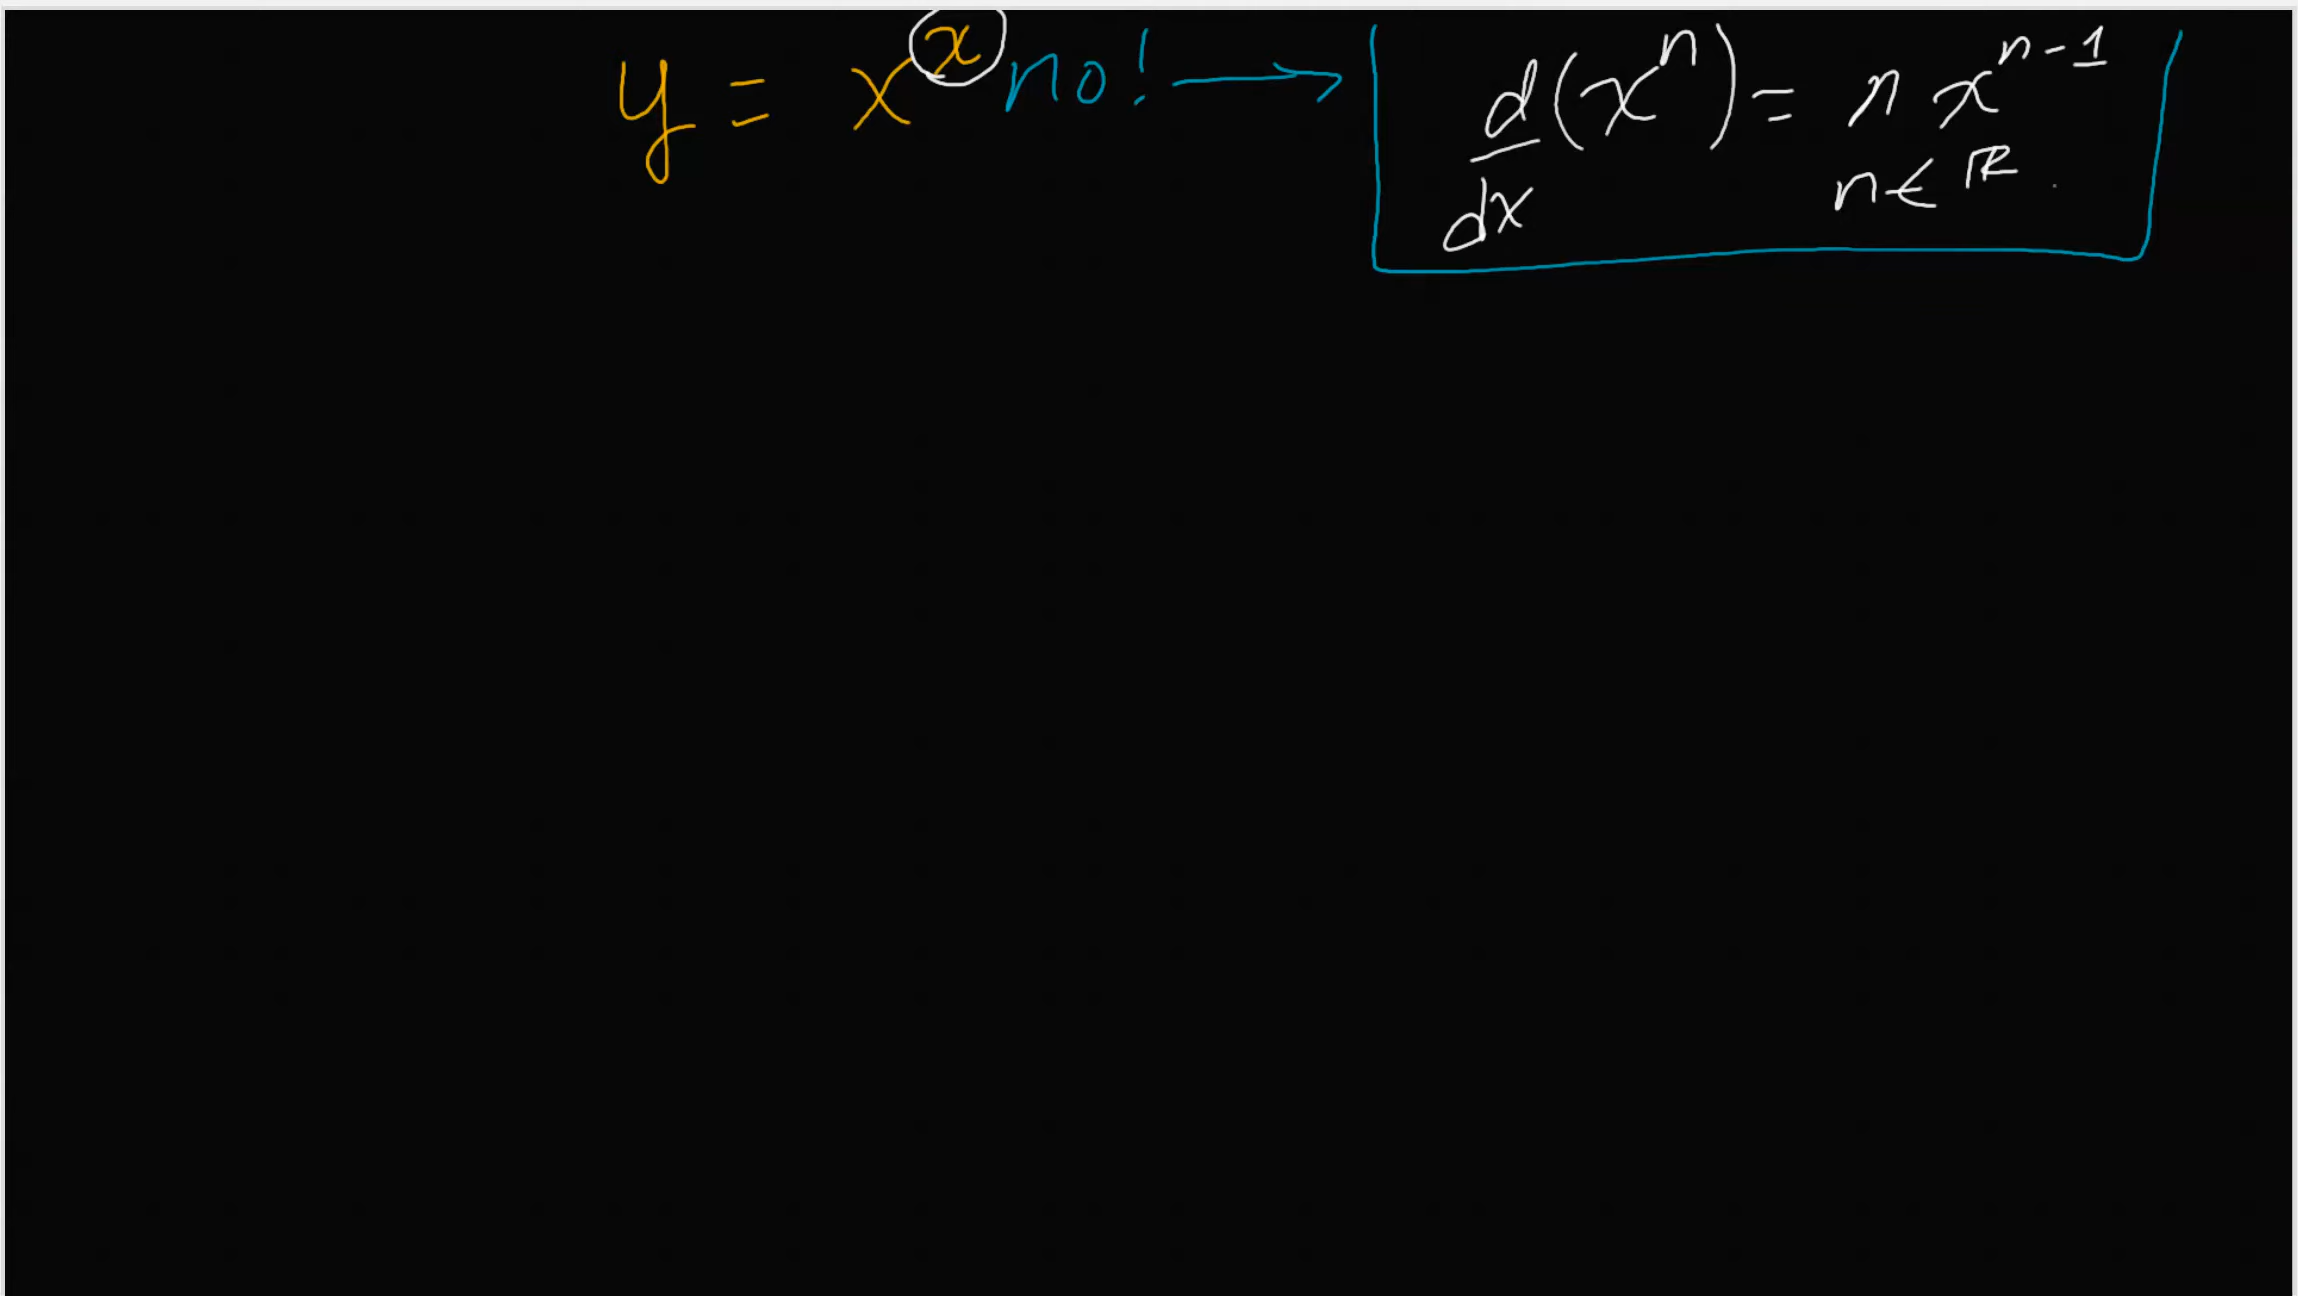 y = x^x no! → d/dx (x^n) = n x^{n-1}
n ∈ ℝ.